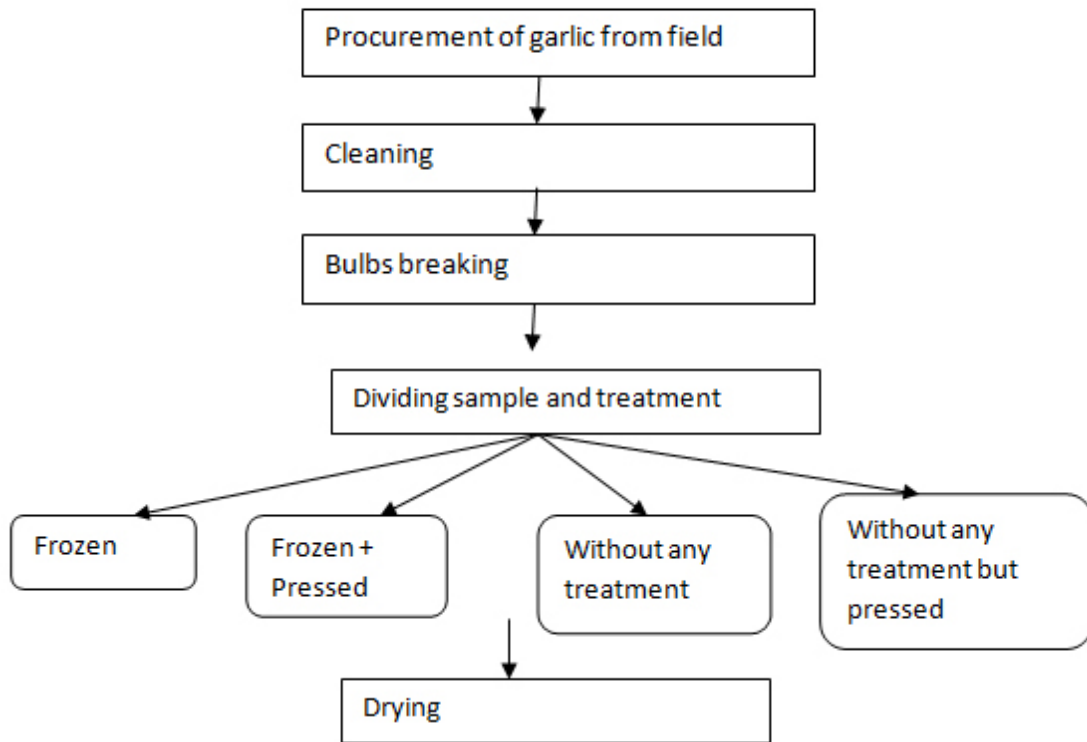 Procurement of garlic from field
Cleaning
Bulbs breaking
Dividing sample and treatment
Frozen
Frozen +
Pressed
Without any
treatment
Without any
treatment but
pressed
Drying